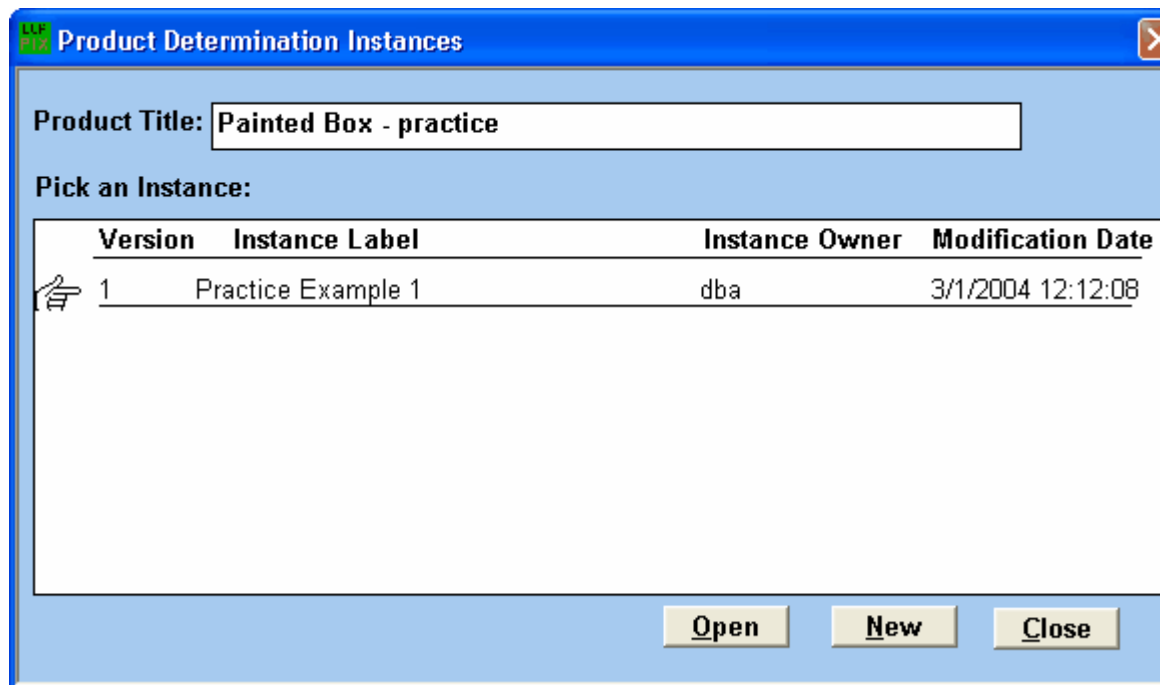 LLF
PIX
Product Determination Instances
Product Title: Painted Box - practice
Pick an Instance:
Version Instance Label Instance Owner Modification Date
1 Practice Example 1 dba 3/1/2004 12:12:08
Open New Close